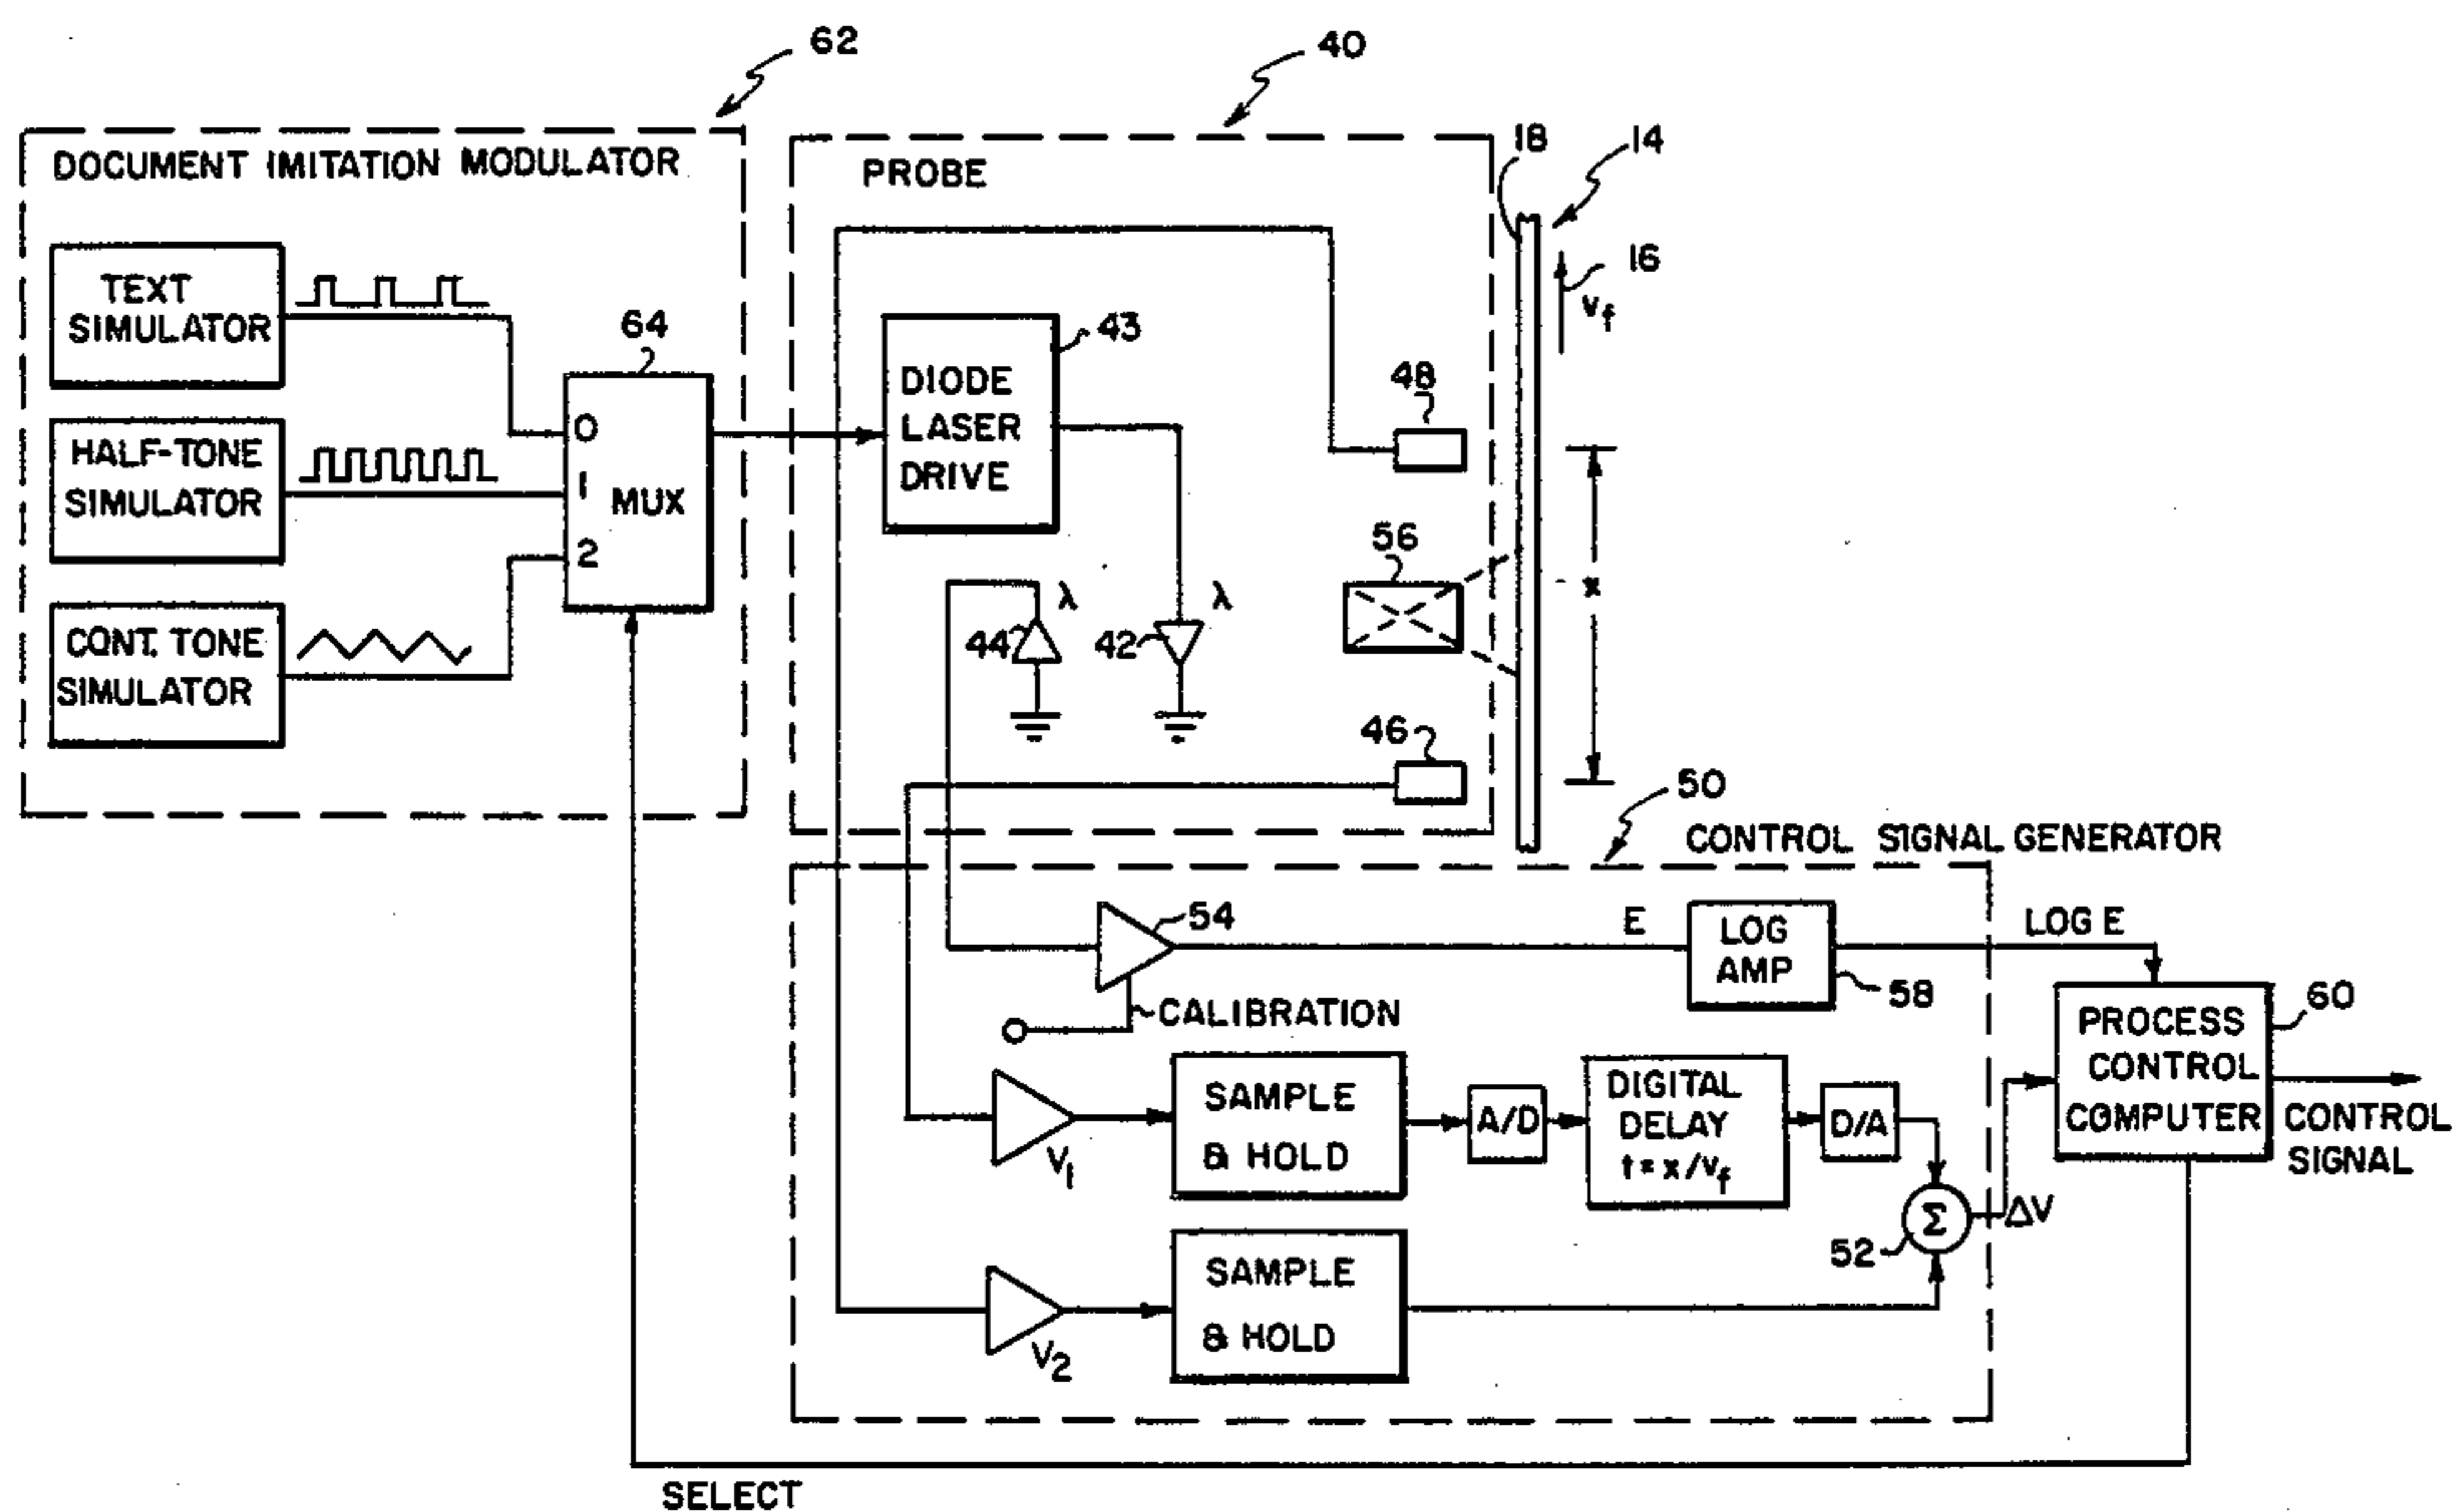 62
40
DOCUMENT IMITATION MODULATOR
PROBE
18
14
16
v_f
TEXT
SIMULATOR
64
43
HALF-TONE
SIMULATOR
0
1
2
MUX
DIODE
LASER
DRIVE
48
56
x
CONT. TONE
SIMULATOR
44
λ
42
λ
46
50
CONTROL SIGNAL GENERATOR
54
E
LOG
AMP
58
LOG E
CALIBRATION
60
PROCESS
CONTROL
COMPUTER
CONTROL
SIGNAL
V1
SAMPLE
& HOLD
A/D
DIGITAL
DELAY
t = x/v_f
D/A
Σ
52
ΔV
V2
SAMPLE
& HOLD
SELECT